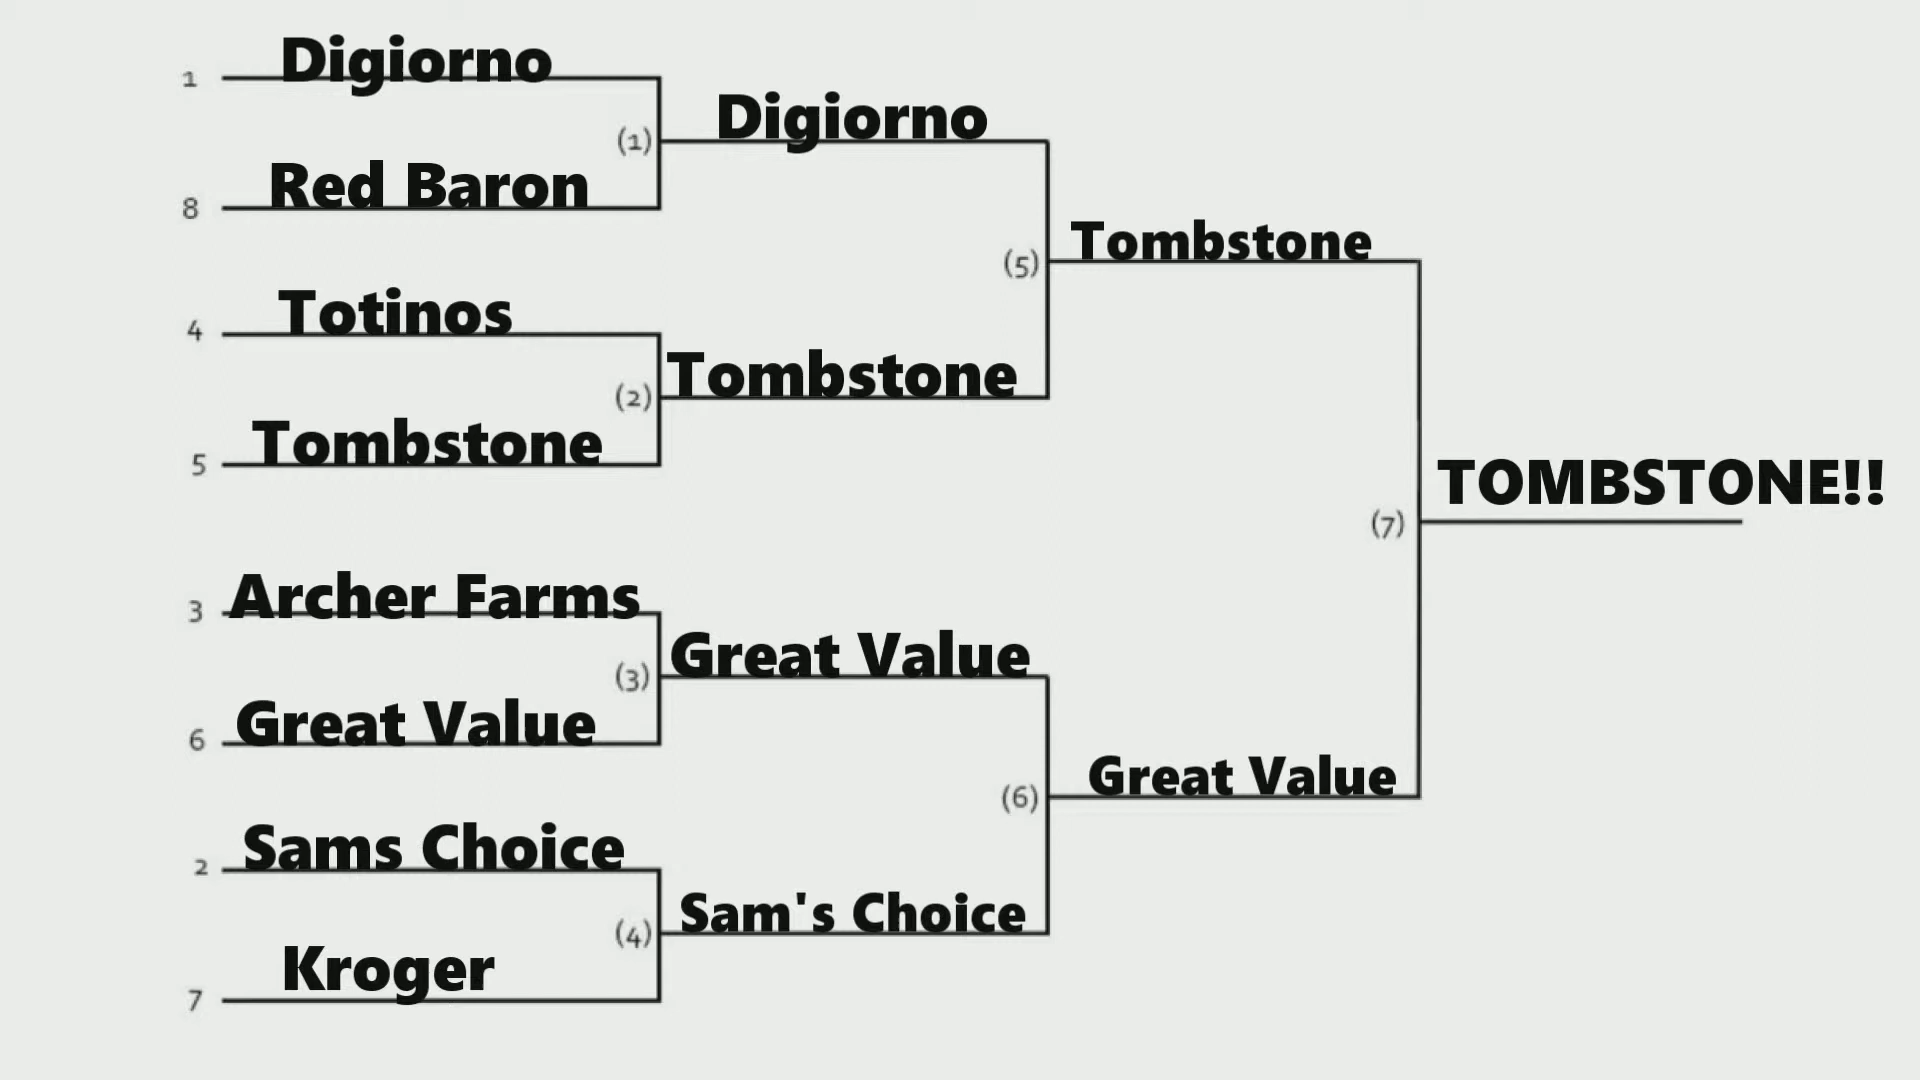 1 Digiorno
8 Red Baron
4 Totinos
5 Tombstone
3 Archer Farms
6 Great Value
2 Sams Choice
7 Kroger
(1) Digiorno
(2) Tombstone
(3) Great Value
(4) Sam's Choice
(5) Tombstone
(6) Great Value
(7) TOMBSTONE!!